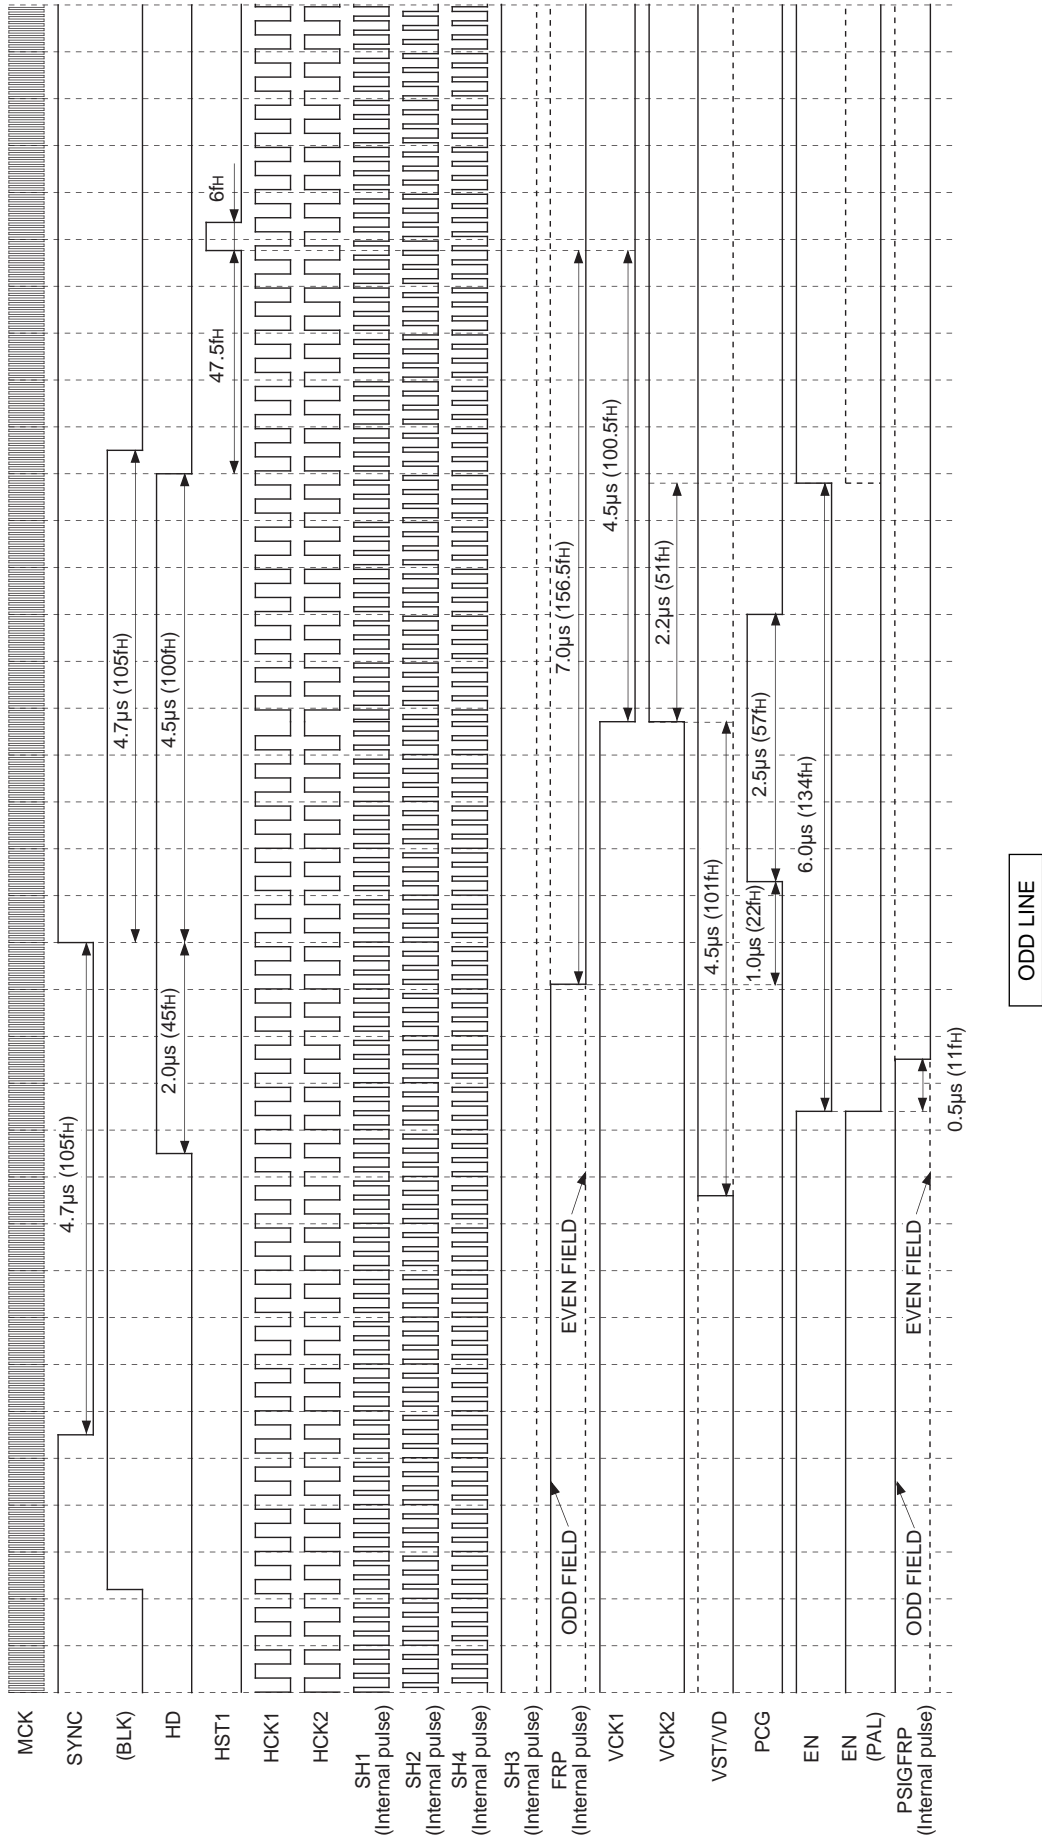 MCK
SYNC
(BLK)
HD
HST1
HCK1
HCK2
SH1
(Internal pulse)
SH2
(Internal pulse)
SH4
(Internal pulse)
SH3
(Internal pulse)
FRP
(Internal pulse)
VCK1
VCK2
VST/VD
PCG
EN
EN
(PAL)
PSIGFRP
(Internal pulse)
4.7µs (105fH)
4.7µs (105fH)
2.0µs (45fH)
4.5µs (100fH)
47.5fH
6fH
ODD FIELD
EVEN FIELD
7.0µs (156.5fH)
4.5µs (100.5fH)
2.2µs (51fH)
4.5µs (101fH)
1.0µs (22fH)
2.5µs (57fH)
6.0µs (134fH)
ODD FIELD
EVEN FIELD
0.5µs (11fH)
ODD LINE